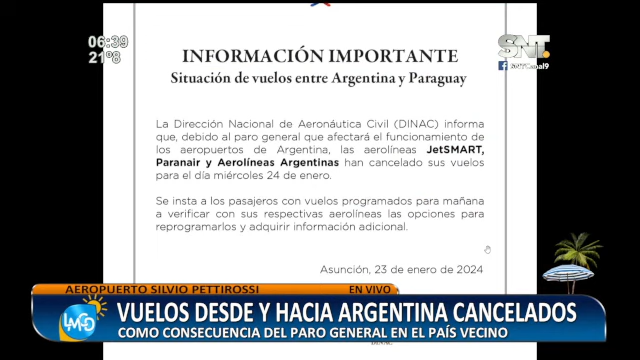 06:39
21°8
SNT
SNTCanal9
INFORMACIÓN IMPORTANTE
Situación de vuelos entre Argentina y Paraguay
La Dirección Nacional de Aeronáutica Civil (DINAC) informa
que, debido al paro general que afectará el funcionamiento de
los aeropuertos de Argentina, las aerolíneas JetSMART,
Paranair y Aerolíneas Argentinas han cancelado sus vuelos
para el día miércoles 24 de enero.
Se insta a los pasajeros con vuelos programados para mañana
a verificar con sus respectivas aerolíneas las opciones para
reprogramarlos y adquirir información adicional.
Asunción, 23 de enero de 2024
AEROPUERTO SILVIO PETTIROSSI
EN VIVO
LMCD
VUELOS DESDE Y HACIA ARGENTINA CANCELADOS
COMO CONSECUENCIA DEL PARO GENERAL EN EL PAÍS VECINO